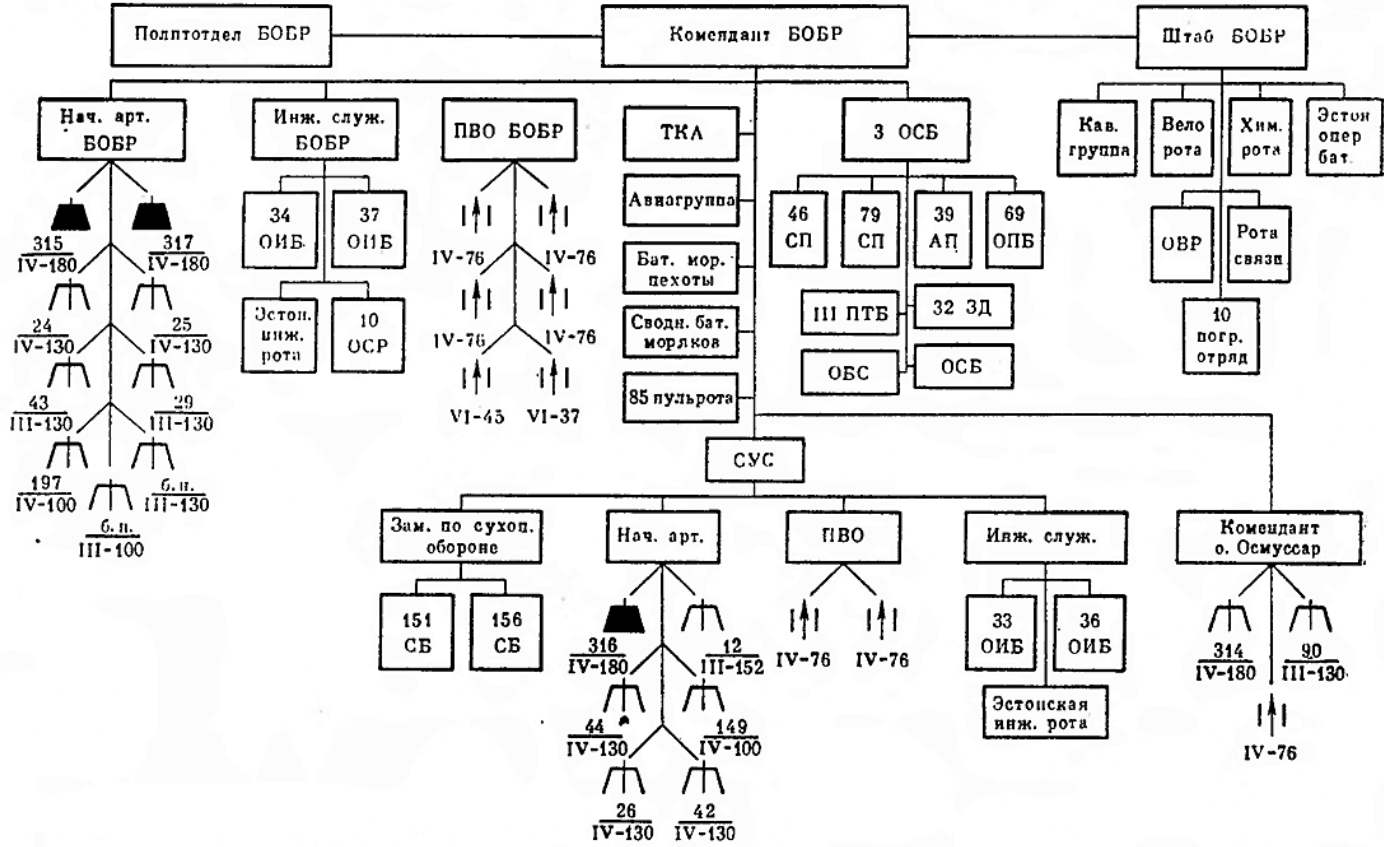 Политотдел БОБР
Комендант БОБР
Штаб БОБР
Нач. арт.
БОБР
Инж. служ.
БОБР
ПВО БОБР
ТКА
Авиагруппа
Бат. мор.
пехоты
Сводн. бат.
моряков
85 пульрота
3 ОСБ
Кав.
группа
Вело
рота
Хим.
рота
Эстон
опер
бат.
315
IV-180
317
IV-180
24
IV-130
25
IV-130
43
III-130
29
III-130
197
IV-100
б.н.
III-130
б.н.
III-100
34
ОИБ
37
ОИБ
Эстон.
инж.
рота
10
ОСР
IV-76
IV-76
IV-76
IV-76
VI-45
VI-37
46
СП
79
СП
39
АП
69
ОПБ
111 ПТБ
32 ЗД
ОБС
ОСБ
ОВР
Рота
связи
10
погр.
отряд
СУС
Зам. по сухоп.
обороне
Нач. арт.
ПВО
Инж. служ.
Комендант
о. Осмуссар
151
СБ
156
СБ
316
IV-180
12
III-152
44
IV-130
149
IV-100
26
IV-130
42
IV-130
IV-76
IV-76
33
ОИБ
36
ОИБ
Эстонская
инж. рота
314
IV-180
90
III-130
IV-76